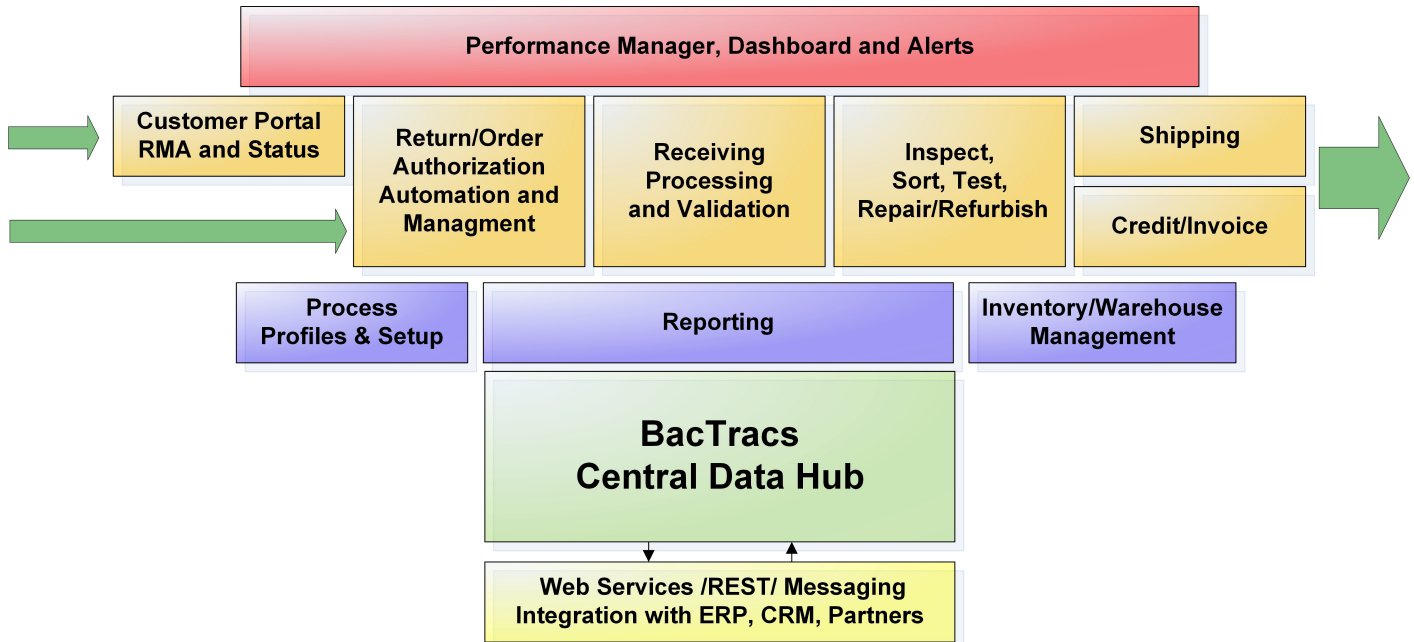 Performance Manager, Dashboard and Alerts
Customer Portal
RMA and Status
Return/Order
Authorization
Automation and
Managment
Receiving
Processing
and Validation
Inspect,
Sort, Test,
Repair/Refurbish
Shipping
Credit/Invoice
Process
Profiles & Setup
Reporting
Inventory/Warehouse
Management
BacTracs
Central Data Hub
Web Services /REST/ Messaging
Integration with ERP, CRM, Partners